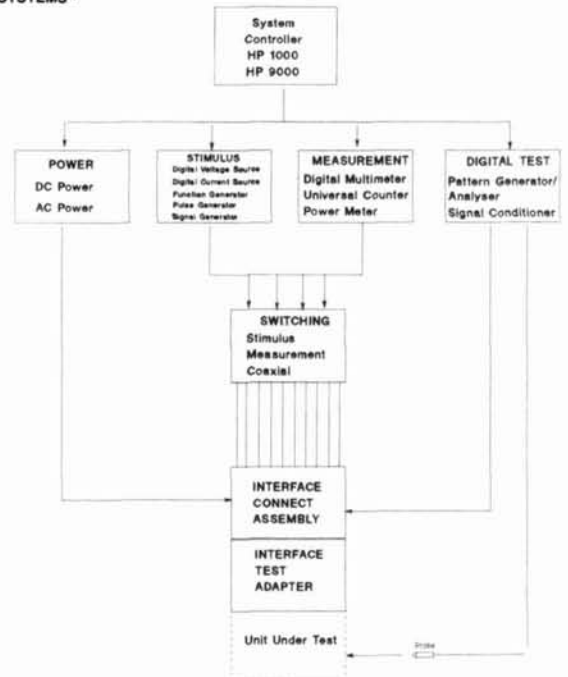 SYSTEMS
System
Controller
HP 1000
HP 9000
POWER
DC Power
AC Power
STIMULUS
Digital Voltage Source
Digital Current Source
Function Generator
Pulse Generator
Signal Generator
MEASUREMENT
Digital Multimeter
Universal Counter
Power Meter
DIGITAL TEST
Pattern Generator/
Analyser
Signal Conditioner
SWITCHING
Stimulus
Measurement
Coaxial
INTERFACE
CONNECT
ASSEMBLY
INTERFACE
TEST
ADAPTER
Unit Under Test
Probe